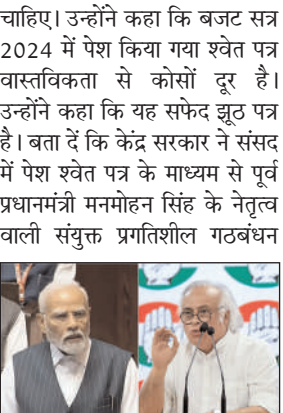 चाहिए। उन्होंने कहा कि बजट सत्र
2024 में पेश किया गया श्वेत पत्र
वास्तविकता से कोसों दूर है।
उन्होंने कहा कि यह सफेद झूठ पत्र
है। बता दें कि केंद्र सरकार ने संसद
में पेश श्वेत पत्र के माध्यम से पूर्व
प्रधानमंत्री मनमोहन सिंह के नेतृत्व
वाली संयुक्त प्रगतिशील गठबंधन